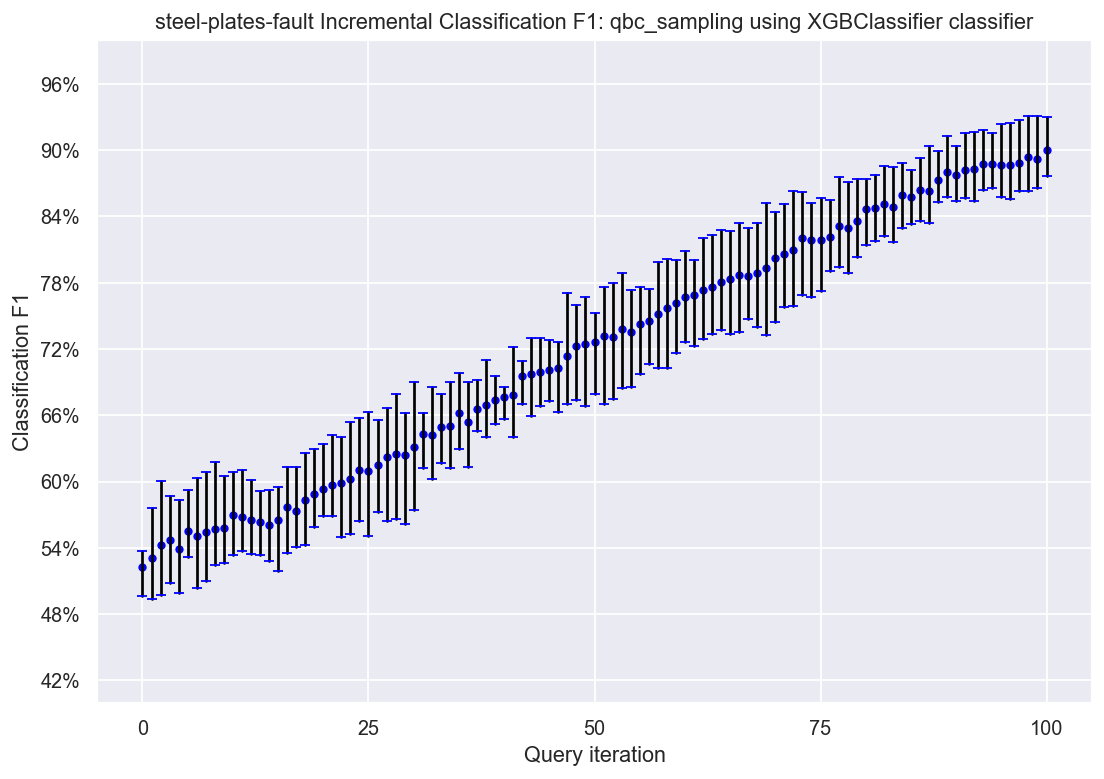 steel-plates-fault Incremental Classification F1: qbc_sampling using XGBClassifier classifier
96%
90%
84%
78%
72%
66%
60%
54%
48%
42%
Classification F1
0 25 50 75 100
Query iteration